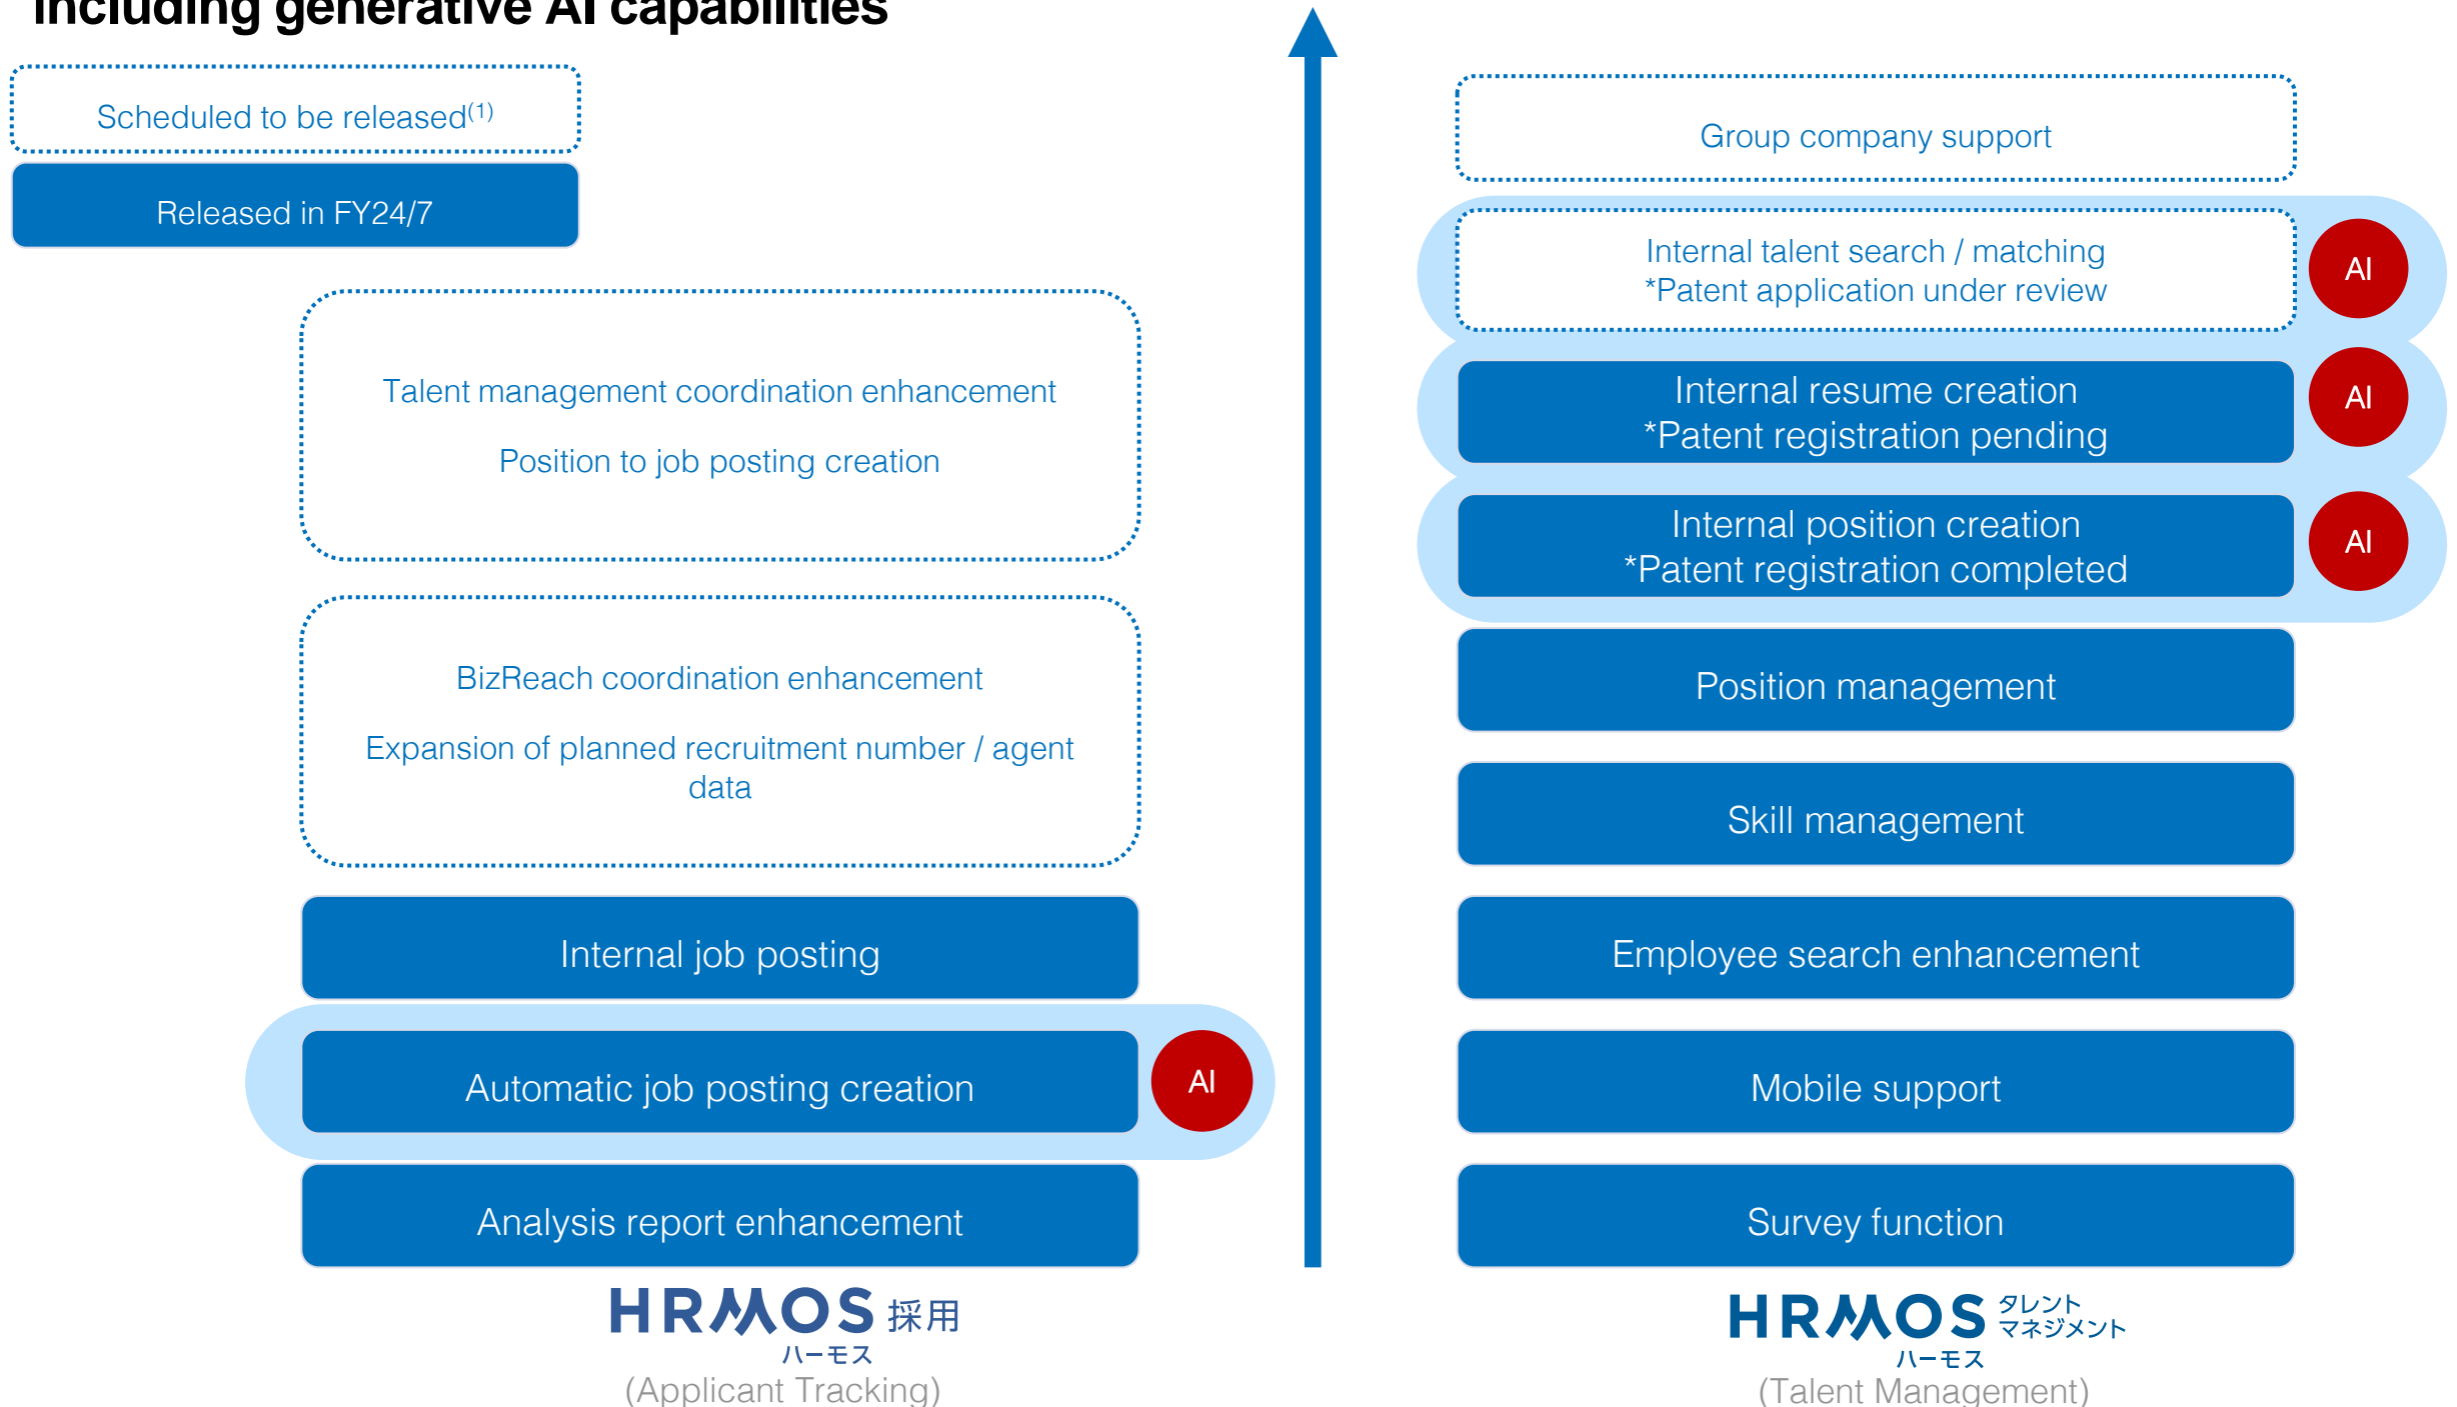 including generative AI capabilities
Scheduled to be released(1)
Released in FY24/7
Talent management coordination enhancement
Position to job posting creation
BizReach coordination enhancement
Expansion of planned recruitment number / agent
data
Internal job posting
Automatic job posting creation
AI
Analysis report enhancement
HRMOS 採用
ハーモス
(Applicant Tracking)
Group company support
Internal talent search / matching
*Patent application under review
AI
Internal resume creation
*Patent registration pending
AI
Internal position creation
*Patent registration completed
AI
Position management
Skill management
Employee search enhancement
Mobile support
Survey function
HRMOS タレント
マネジメント
ハーモス
(Talent Management)